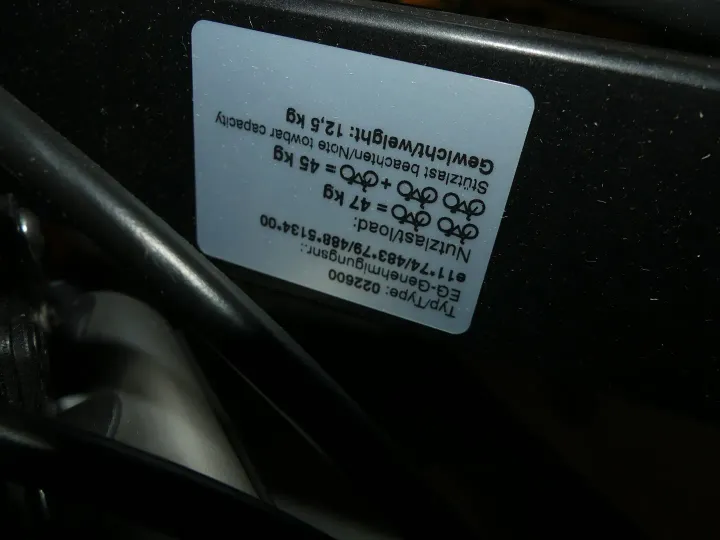 Typ/Type: 022600
EG-Genehmigungsnr.:
e11*74/483*79/488*5134*00
Nutzlast/load:
= 47 kg
+ = 45 kg
Stützlast beachten/Note towbar capacity
Gewicht/weight: 12,5 kg